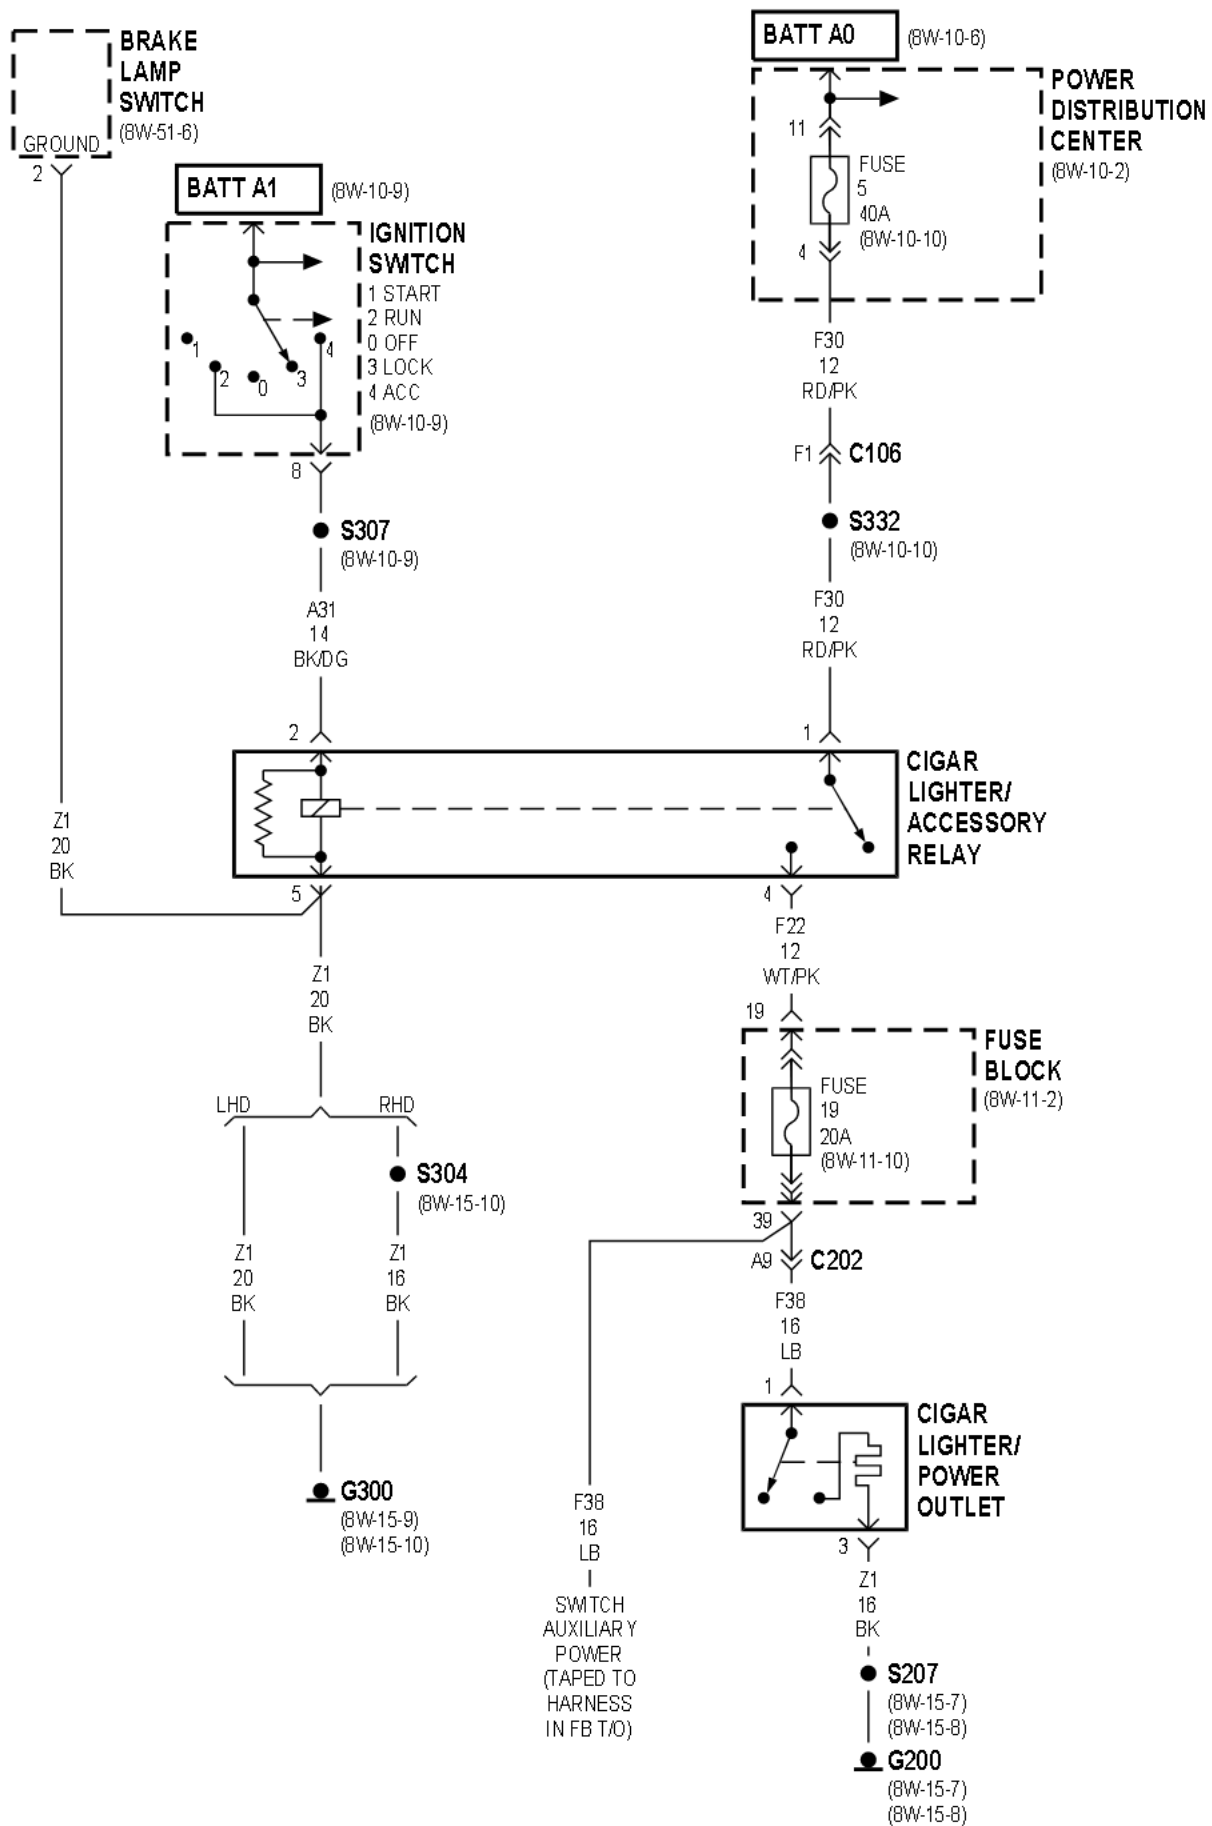 BRAKE
LAMP
SWITCH
(8W-51-6)
GROUND
2
BATT A0
(8W-10-6)
POWER
DISTRIBUTION
CENTER
(8W-10-2)
11
FUSE
5
40A
(8W-10-10)
4
BATT A1
(8W-10-9)
IGNITION
SWITCH
1 START
2 RUN
0 OFF
3 LOCK
4 ACC
(8W-10-9)
1
2
0
3
4
8
S307
(8W-10-9)
A31
14
BK/DG
2
F30
12
RD/PK
F1
C106
S332
(8W-10-10)
F30
12
RD/PK
1
CIGAR
LIGHTER/
ACCESSORY
RELAY
Z1
20
BK
5
4
F22
12
WT/PK
19
Z1
20
BK
FUSE
BLOCK
(8W-11-2)
FUSE
19
20A
(8W-11-10)
LHD
RHD
S304
(8W-15-10)
Z1
20
BK
Z1
16
BK
39
A9
C202
F38
16
LB
1
CIGAR
LIGHTER/
POWER
OUTLET
G300
(8W-15-9)
(8W-15-10)
F38
16
LB
SWITCH
AUXILIARY
POWER
(TAPED TO
HARNESS
IN FB T/O)
3
Z1
16
BK
S207
(8W-15-7)
(8W-15-8)
G200
(8W-15-7)
(8W-15-8)